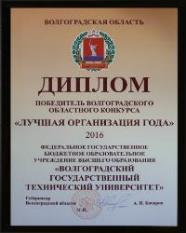 ВОЛГОГРАДСКАЯ ОБЛАСТЬ
ДИПЛОМ
ПОБЕДИТЕЛЬ ВОЛГОГРАДСКОГО
ОБЛАСТНОГО КОНКУРСА
«ЛУЧШАЯ ОРГАНИЗАЦИЯ ГОДА»
2016
ФЕДЕРАЛЬНОЕ ГОСУДАРСТВЕННОЕ
БЮДЖЕТНОЕ ОБРАЗОВАТЕЛЬНОЕ
УЧРЕЖДЕНИЕ ВЫСШЕГО ОБРАЗОВАНИЯ
«ВОЛГОГРАДСКИЙ
ГОСУДАРСТВЕННЫЙ
ТЕХНИЧЕСКИЙ УНИВЕРСИТЕТ»
Губернатор
Волгоградской области А. И. Бочаров
М.П.